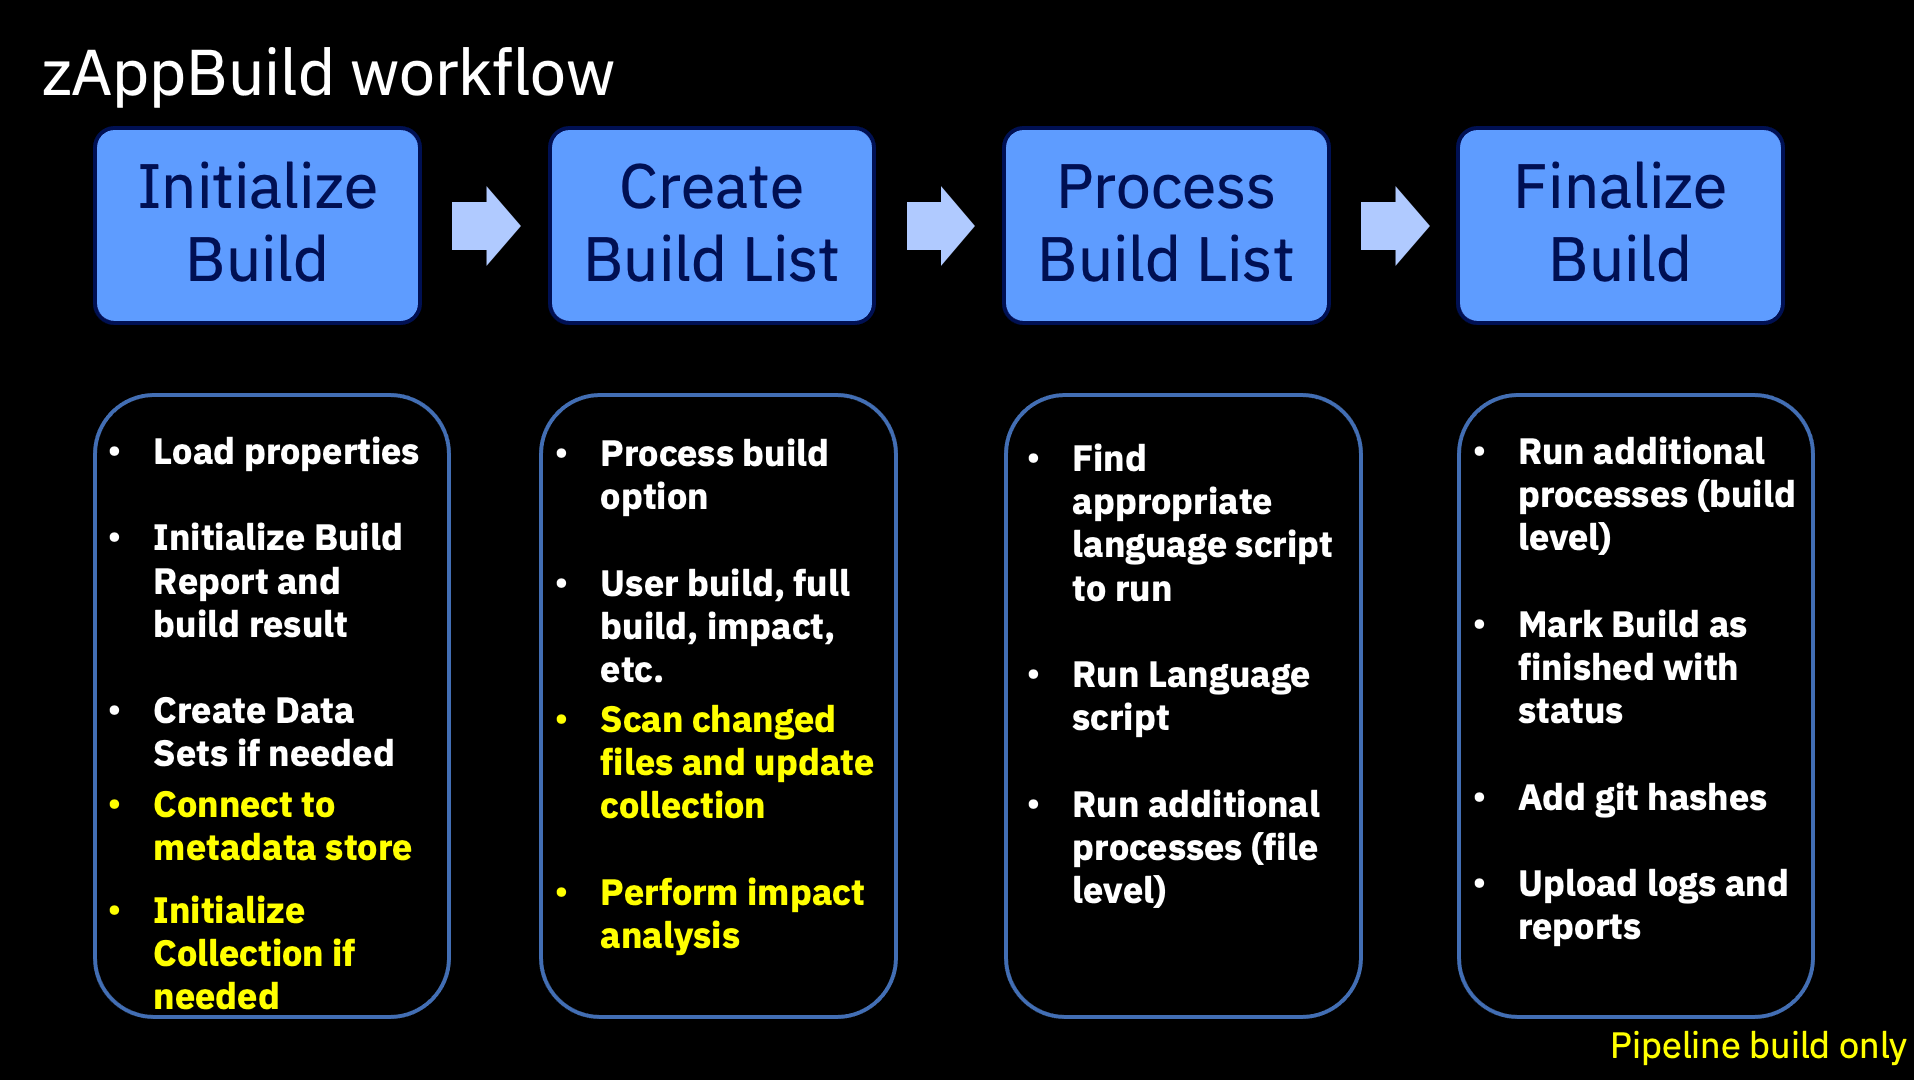 zAppBuild workflow
Initialize
Build
Create
Build List
Process
Build List
Finalize
Build
• Load properties
• Initialize Build
Report and
build result
• Create Data
Sets if needed
• Connect to
metadata store
• Initialize
Collection if
needed
• Process build
option
• User build, full
build, impact,
etc.
• Scan changed
files and update
collection
• Perform impact
analysis
• Find
appropriate
language script
to run
• Run Language
script
• Run additional
processes (file
level)
• Run additional
processes (build
level)
• Mark Build as
finished with
status
• Add git hashes
• Upload logs and
reports
Pipeline build only